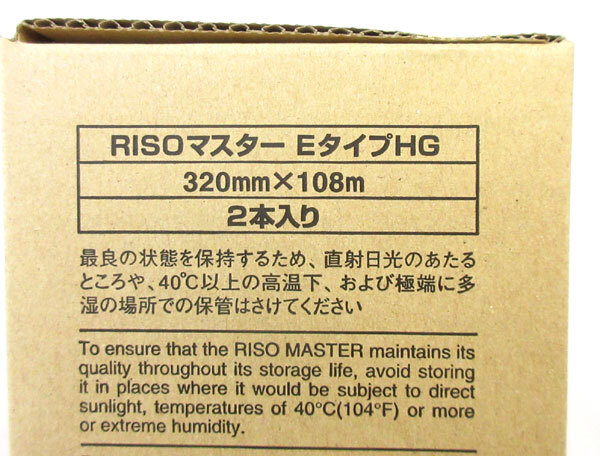 RISOマスター EタイプHG
320mm×108m
2本入り
最良の状態を保持するため、直射日光のあたる
ところや、40℃以上の高温下、および極端に多
湿の場所での保管はさけてください
To ensure that the RISO MASTER maintains its
quality throughout its storage life, avoid storing
it in places where it would be subject to direct
sunlight, temperatures of 40°C(104°F) or more
or extreme humidity.